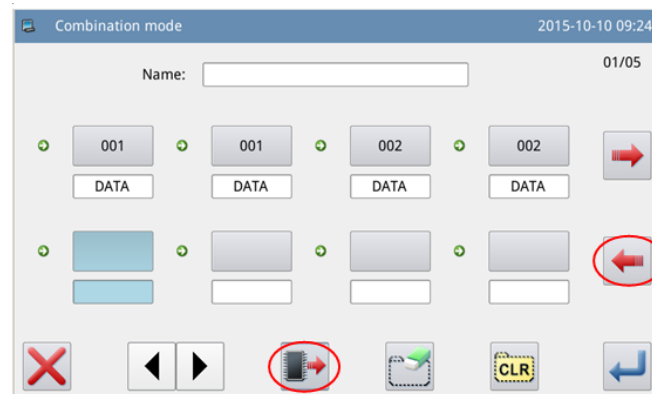 Combination mode 2015-10-10 09:24
Name: 01/05
001 001 002 002
DATA DATA DATA DATA
CLR